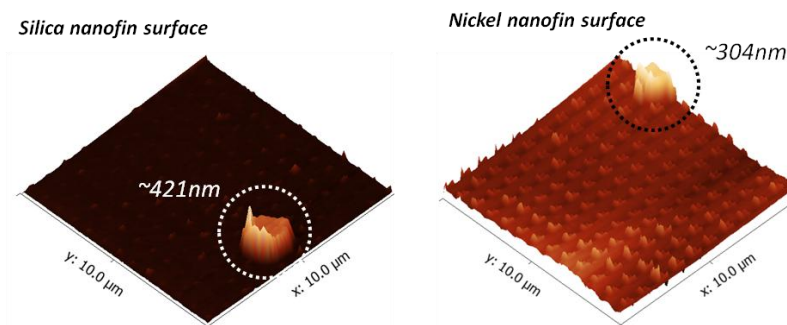 Silica nanofin surface
Nickel nanofin surface
~304nm
~421nm
y: 10.0 µm
x: 10.0 µm
y: 10.0 µm
x: 10.0 µm